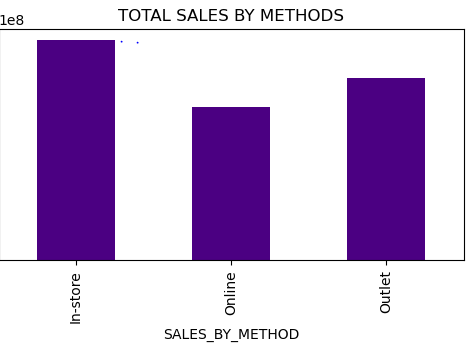 TOTAL SALES BY METHODS
1e8
In-store
Online
Outlet
SALES_BY_METHOD